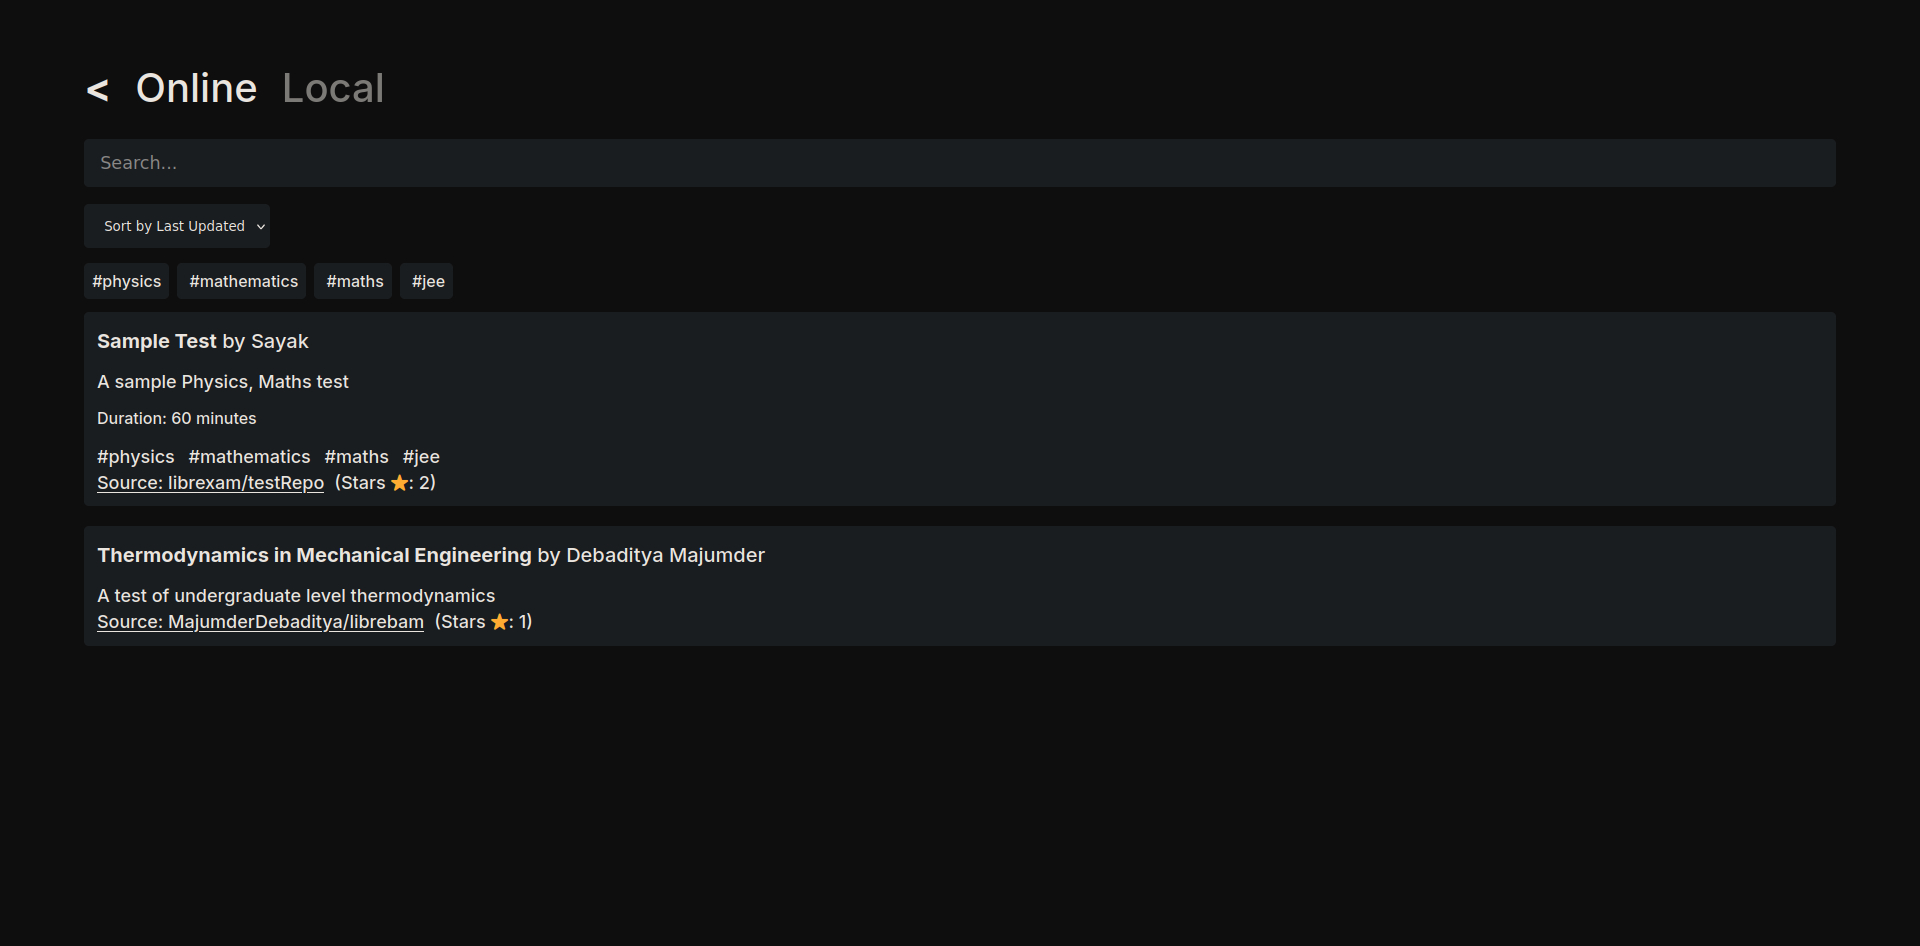 < Online Local
Search...
Sort by Last Updated
#physics #mathematics #maths #jee
Sample Test by Sayak
A sample Physics, Maths test
Duration: 60 minutes
#physics #mathematics #maths #jee
Source: librexam/testRepo (Stars ⭐: 2)
Thermodynamics in Mechanical Engineering by Debaditya Majumder
A test of undergraduate level thermodynamics
Source: MajumderDebaditya/librebam (Stars ⭐: 1)